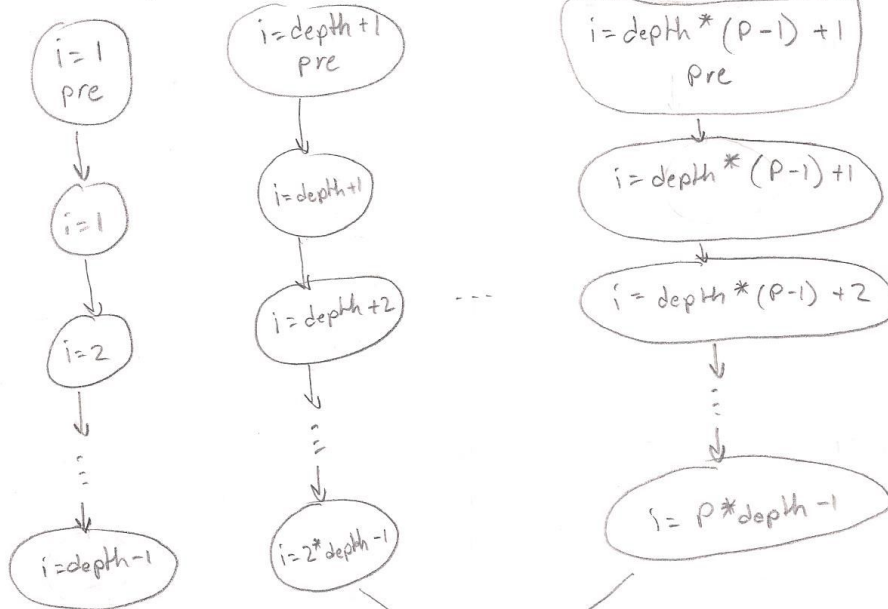 i=1
pre
i=1
i=2
i=depth-1
i=depth+1
pre
i=depth+1
i=depth+2
i=2*depth-1
...
i=depth*(P-1)+1
pre
i=depth*(P-1)+1
i=depth*(P-1)+2
i=P*depth-1